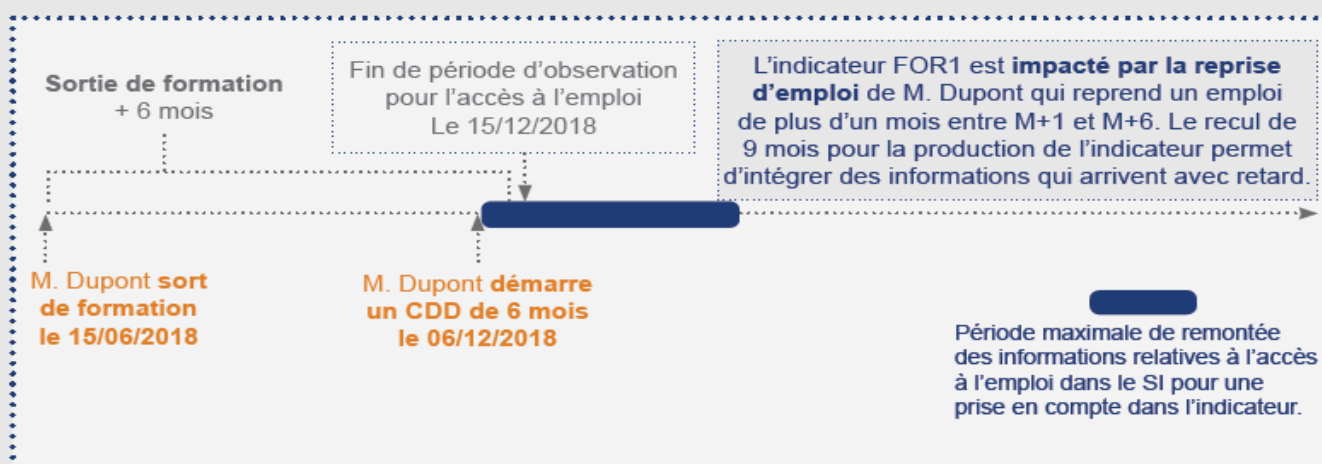 Sortie de formation
+ 6 mois
Fin de période d'observation
pour l'accès à l'emploi
Le 15/12/2018
L'indicateur FOR1 est impacté par la reprise
d'emploi de M. Dupont qui reprend un emploi
de plus d'un mois entre M+1 et M+6. Le recul de
9 mois pour la production de l'indicateur permet
d'intégrer des informations qui arrivent avec retard.
M. Dupont sort
de formation
le 15/06/2018
M. Dupont démarre
un CDD de 6 mois
le 06/12/2018
Période maximale de remontée
des informations relatives à l'accès
à l'emploi dans le SI pour une
prise en compte dans l'indicateur.